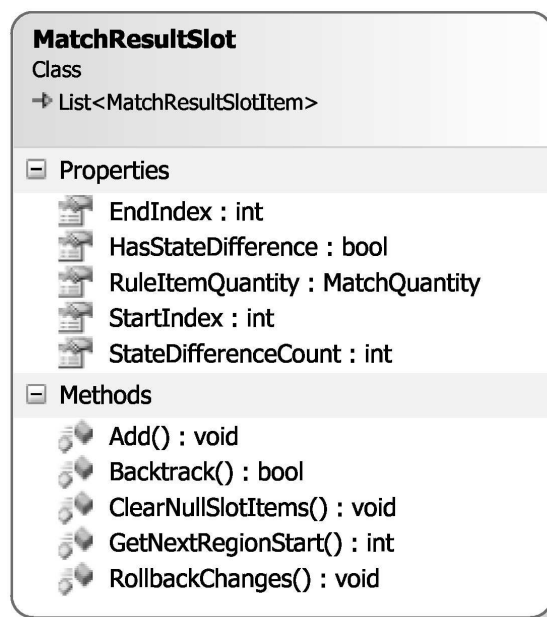 MatchResultSlot
Class
List<MatchResultSlotItem>
Properties
EndIndex : int
HasStateDifference : bool
RuleItemQuantity : MatchQuantity
StartIndex : int
StateDifferenceCount : int
Methods
Add() : void
Backtrack() : bool
ClearNullSlotItems() : void
GetNextRegionStart() : int
RollbackChanges() : void